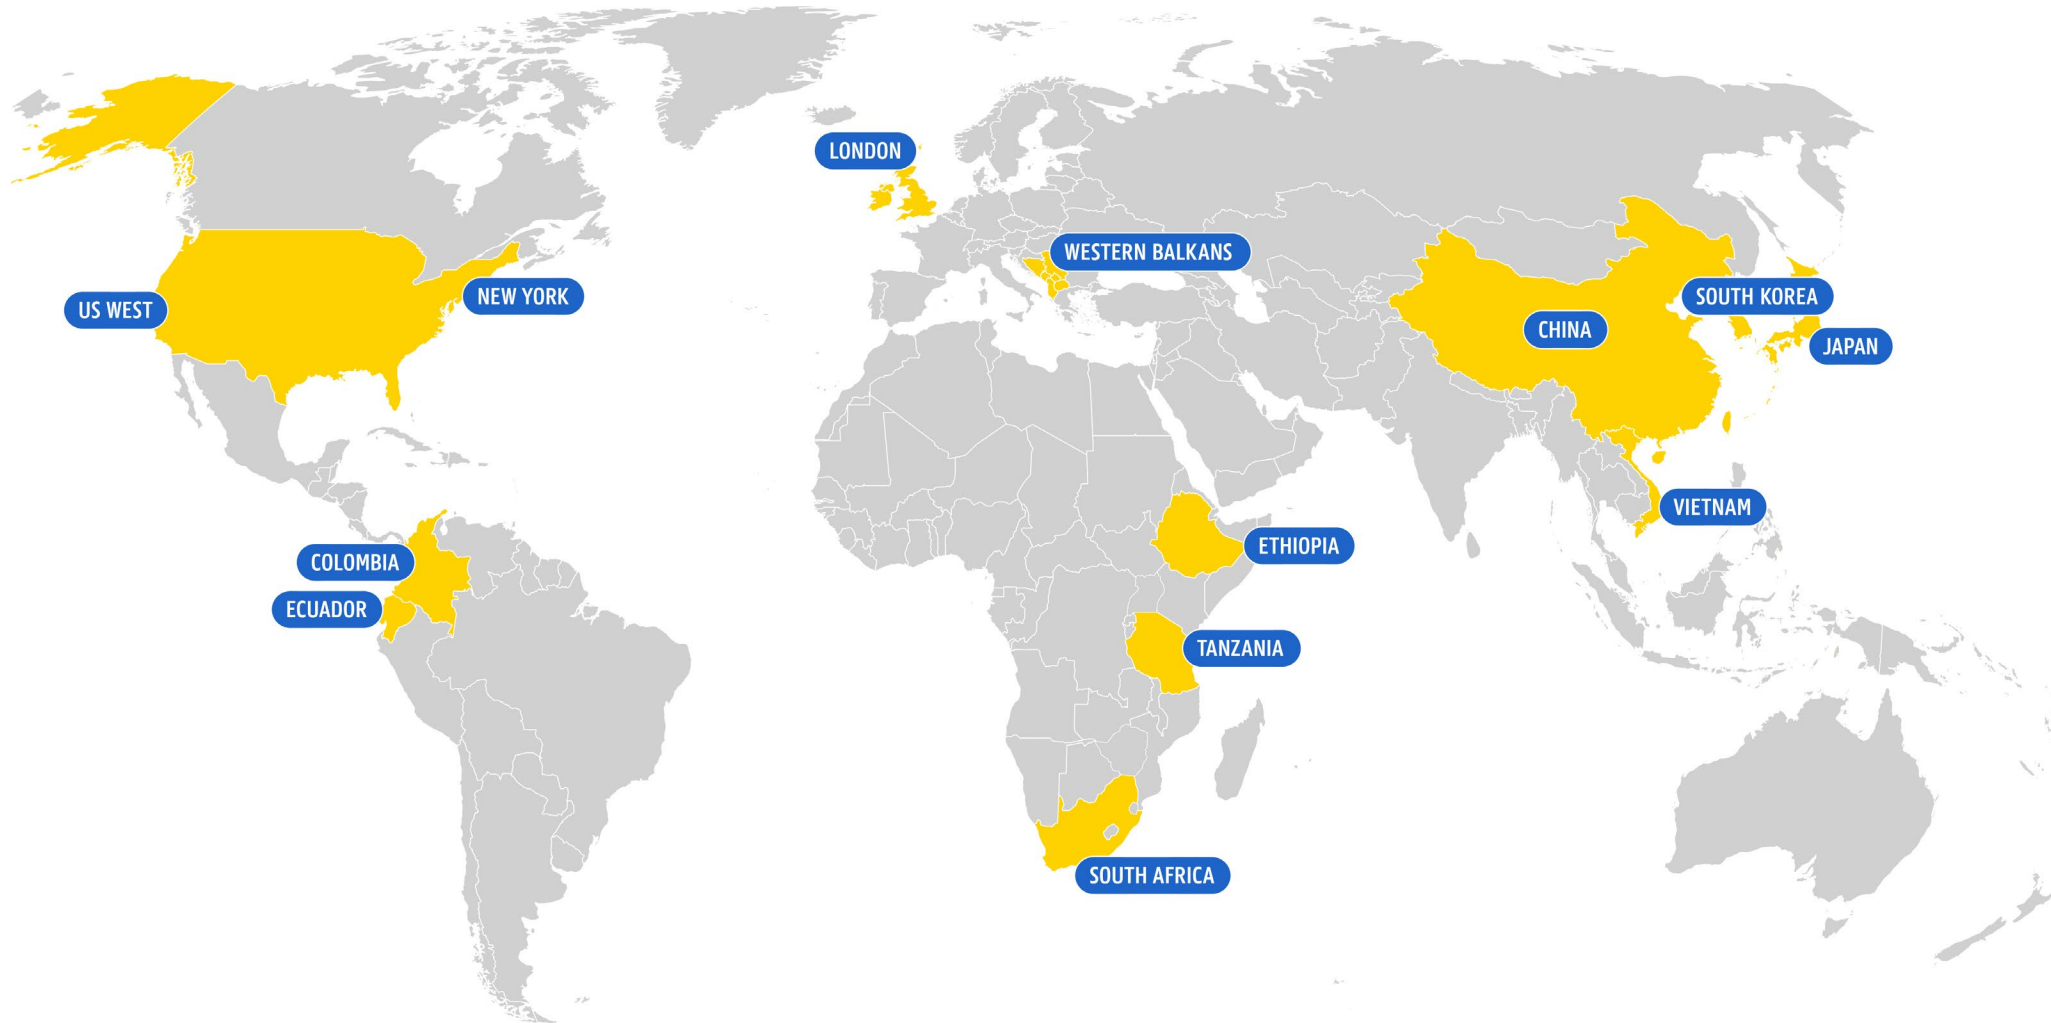 LONDON
WESTERN BALKANS
US WEST
NEW YORK
SOUTH KOREA
CHINA
JAPAN
VIETNAM
COLOMBIA
ETHIOPIA
ECUADOR
TANZANIA
SOUTH AFRICA